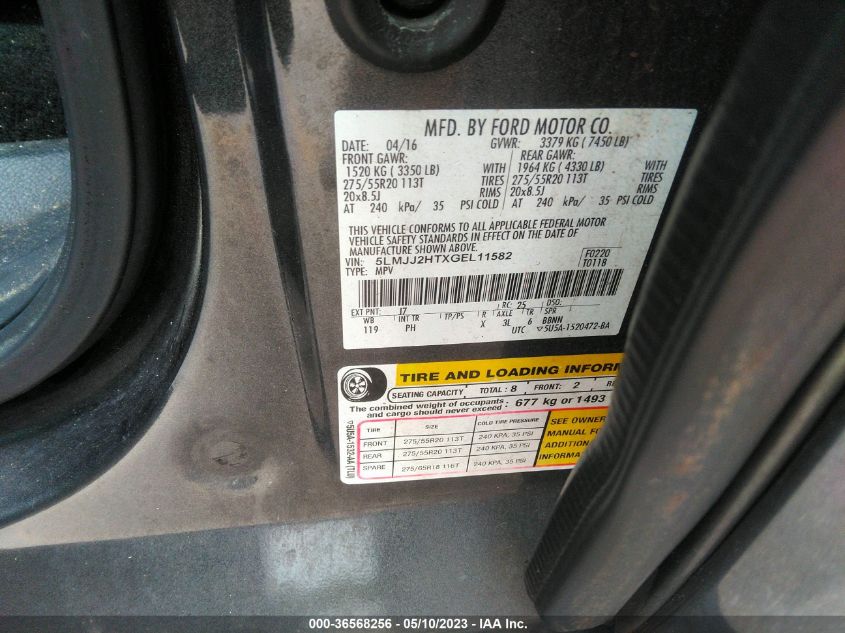 MFD. BY FORD MOTOR CO.
DATE: 04/16 GVWR: 3379 KG ( 7450 LB)
FRONT GAWR: REAR GAWR:
1520 KG ( 3350 LB) WITH 1964 KG ( 4330 LB) WITH
275/55R20 113T TIRES 275/55R20 113T TIRES
20x8.5J RIMS 20x8.5J RIMS
AT 240 kPa/ 35 PSI COLD AT 240 kPa/ 35 PSI COLD
THIS VEHICLE CONFORMS TO ALL APPLICABLE FEDERAL MOTOR
VEHICLE SAFETY STANDARDS IN EFFECT ON THE DATE OF
MANUFACTURE SHOWN ABOVE.
VIN: 5LMJJ2HTXGEL11582 F0220
TYPE: MPV T0118
EXT PNT: J7 RC: 25 DSO:
WB INT TR TP/PS R AXLE TR SPR
119 PH X 3L 6 BBNH
UTC ▽5U5A-1520472-BA
TIRE AND LOADING INFORM
SEATING CAPACITY TOTAL : 8 FRONT: 2
The combined weight of occupants
and cargo should never exceed : 677 kg or 1493
TIRE SIZE COLD TIRE PRESSURE SEE OWNER
FRONT 275/55R20 113T 240 KPA, 35 PSI MANUAL FO
REAR 275/55R20 113T 240 KPA, 35 PSI ADDITION
SPARE 275/65R18 116T 240 KPA, 35 PSI INFORMA
000-36568256 - 05/10/2023 - IAA Inc.